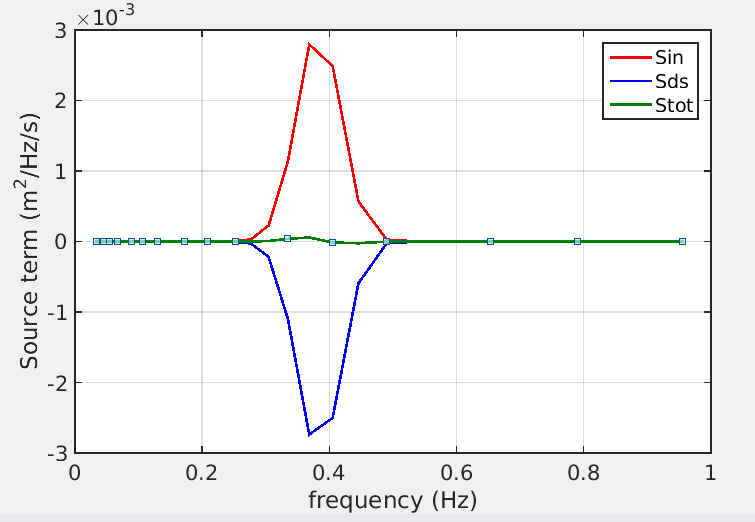 ×10-3
3
2
1
0
-1
-2
-3
Source term (m2/Hz/s)
Sin
Sds
Stot
0 0.2 0.4 0.6 0.8 1
frequency (Hz)